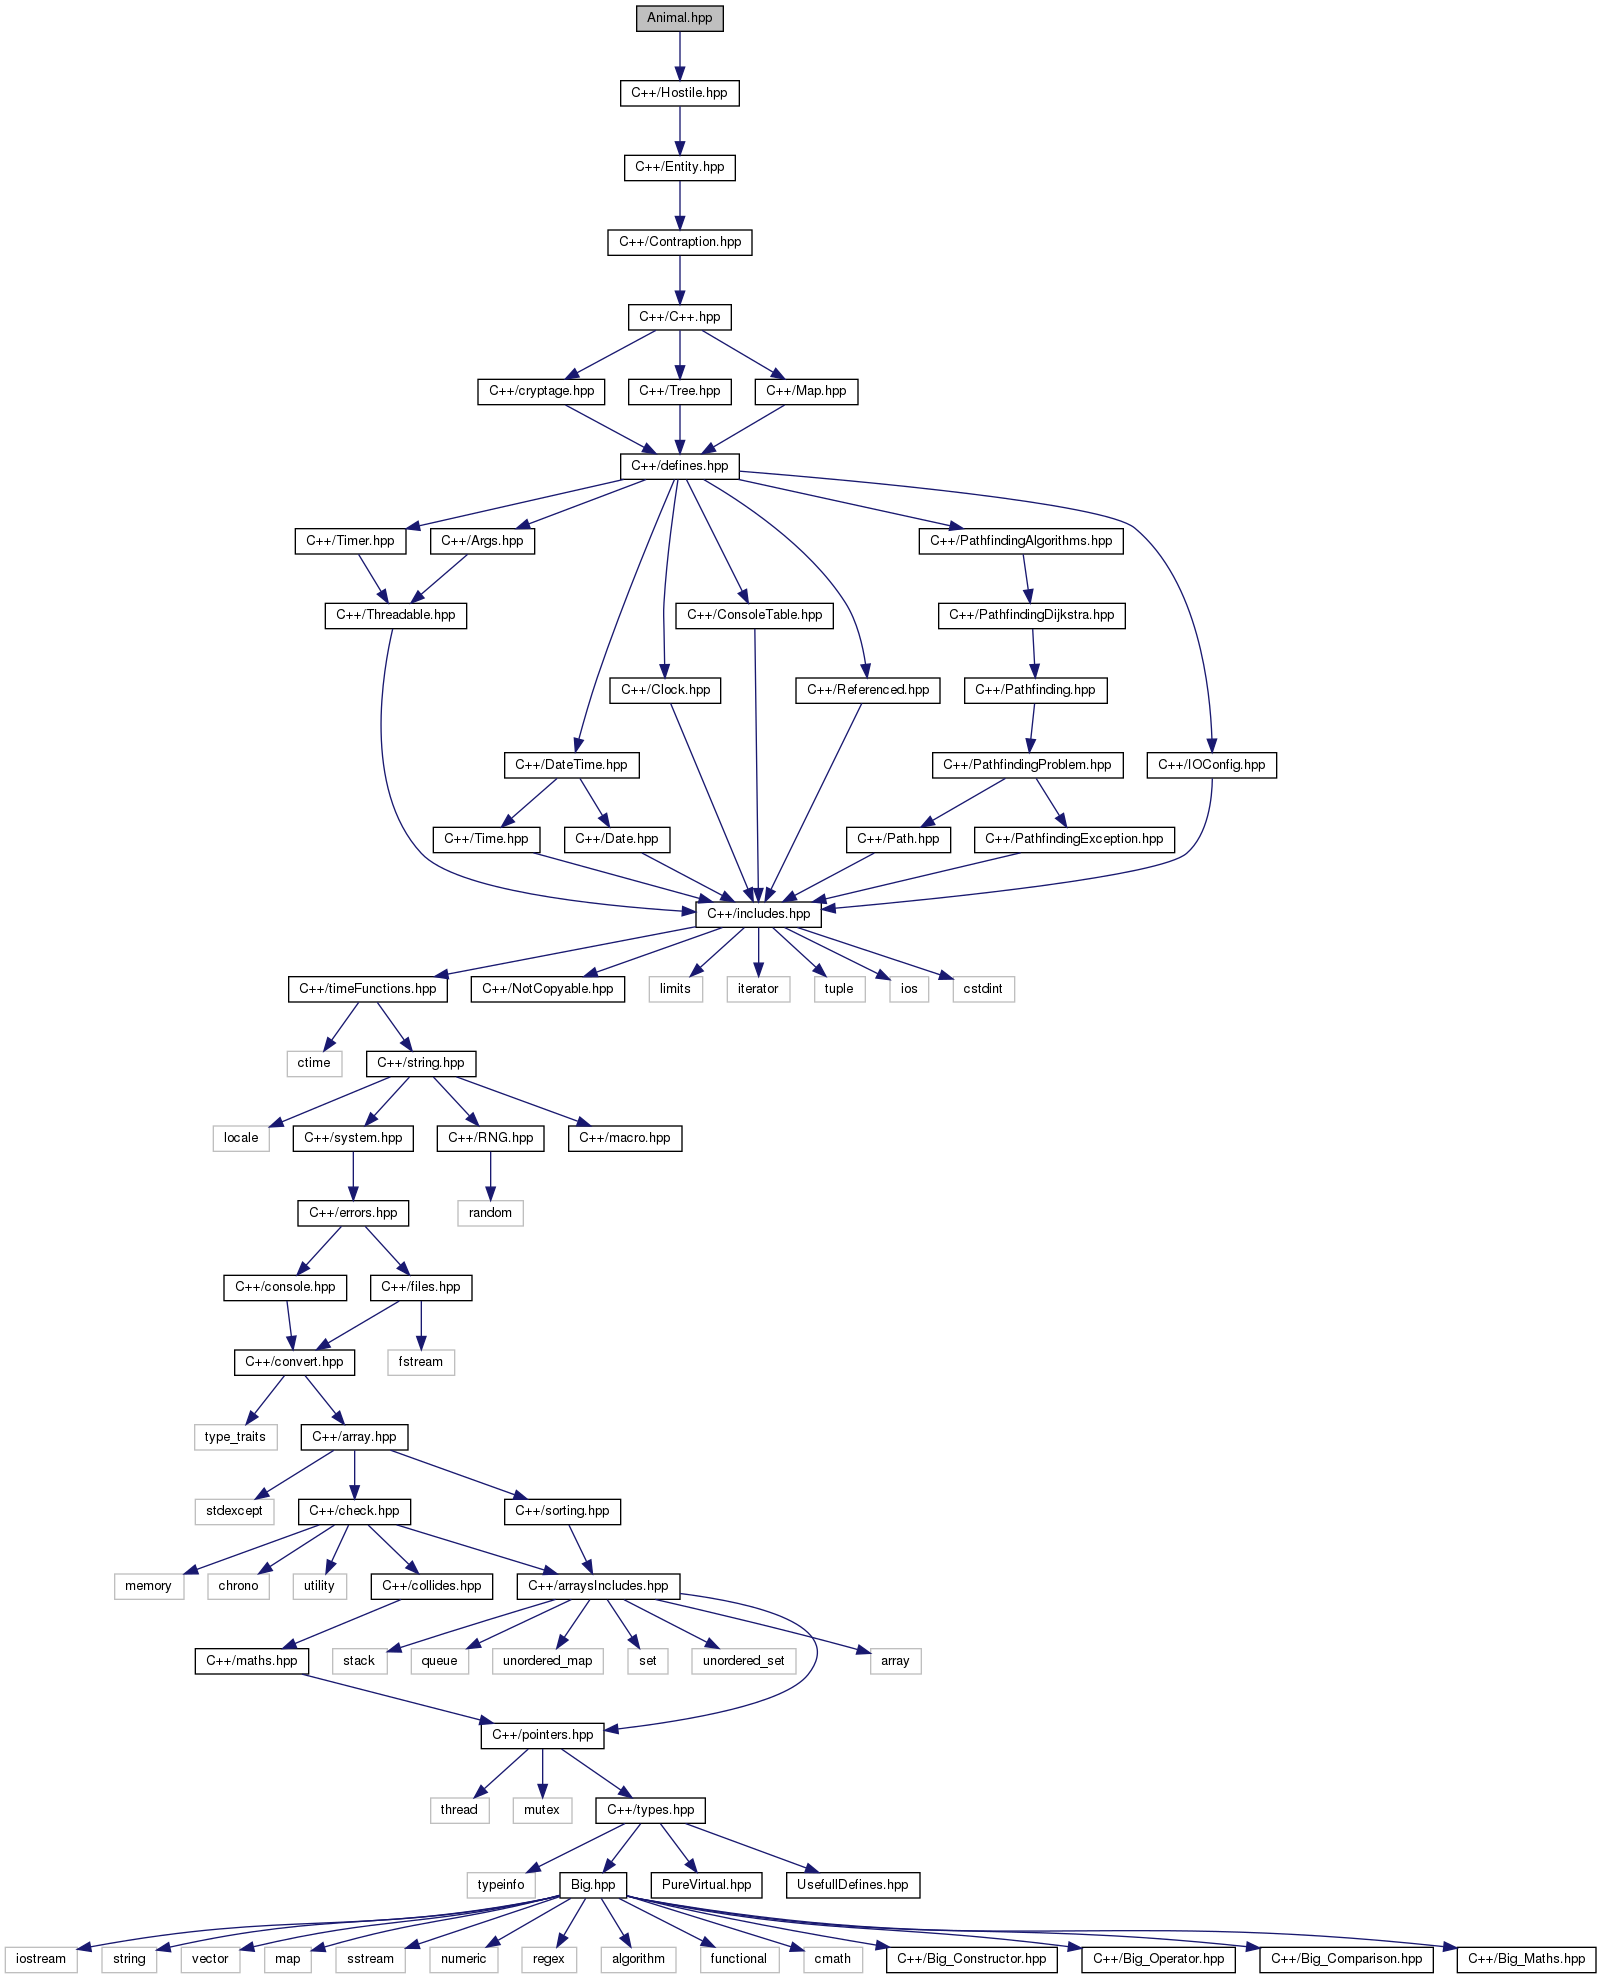 Animal.hpp
C++/Hostile.hpp
C++/Entity.hpp
C++/Contraption.hpp
C++/C++.hpp
C++/cryptage.hpp
C++/Tree.hpp
C++/Map.hpp
C++/defines.hpp
C++/Timer.hpp
C++/Args.hpp
C++/PathfindingAlgorithms.hpp
C++/Threadable.hpp
C++/ConsoleTable.hpp
C++/PathfindingDijkstra.hpp
C++/Clock.hpp
C++/Referenced.hpp
C++/Pathfinding.hpp
C++/DateTime.hpp
C++/PathfindingProblem.hpp
C++/IOConfig.hpp
C++/Time.hpp
C++/Date.hpp
C++/Path.hpp
C++/PathfindingException.hpp
C++/includes.hpp
C++/timeFunctions.hpp
C++/NotCopyable.hpp
limits
iterator
tuple
ios
cstdint
ctime
C++/string.hpp
locale
C++/system.hpp
C++/RNG.hpp
C++/macro.hpp
C++/errors.hpp
random
C++/console.hpp
C++/files.hpp
C++/convert.hpp
fstream
type_traits
C++/array.hpp
stdexcept
C++/check.hpp
C++/sorting.hpp
memory
chrono
utility
C++/collides.hpp
C++/arraysIncludes.hpp
C++/maths.hpp
stack
queue
unordered_map
set
unordered_set
array
C++/pointers.hpp
thread
mutex
C++/types.hpp
typeinfo
Big.hpp
PureVirtual.hpp
UsefullDefines.hpp
iostream
string
vector
map
sstream
numeric
regex
algorithm
functional
cmath
C++/Big_Constructor.hpp
C++/Big_Operator.hpp
C++/Big_Comparison.hpp
C++/Big_Maths.hpp